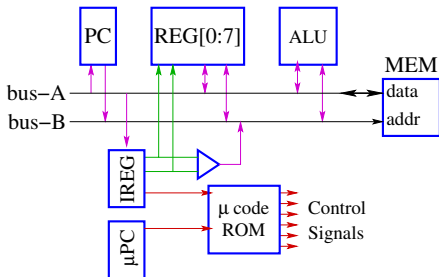 PC
REG[0:7]
ALU
MEM
bus-A
data
bus-B
addr
IREG
μ code
ROM
Control
Signals
μPC